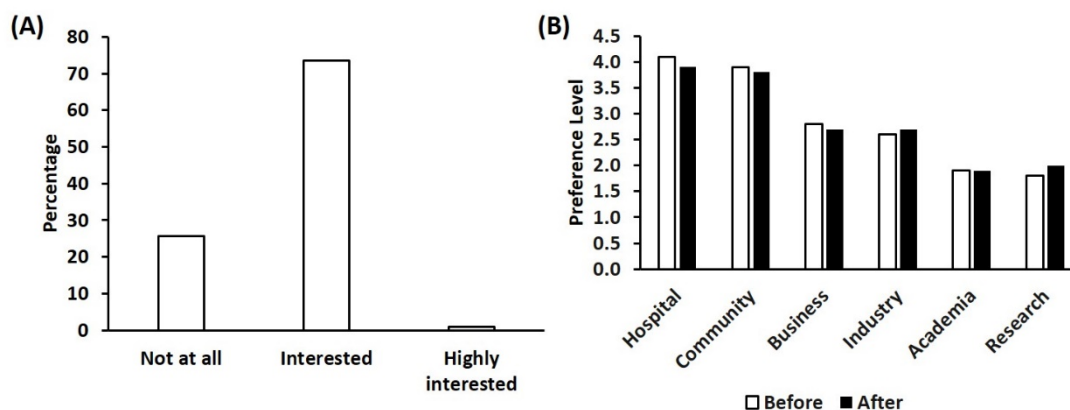 (A)
80
70
60
50
40
30
20
10
0
Percentage
Not at all
Interested
Highly
interested
(B)
4.5
4.0
3.5
3.0
2.5
2.0
1.5
1.0
0.5
0.0
Preference Level
Hospital
Community
Business
Industry
Academia
Research
Before
After